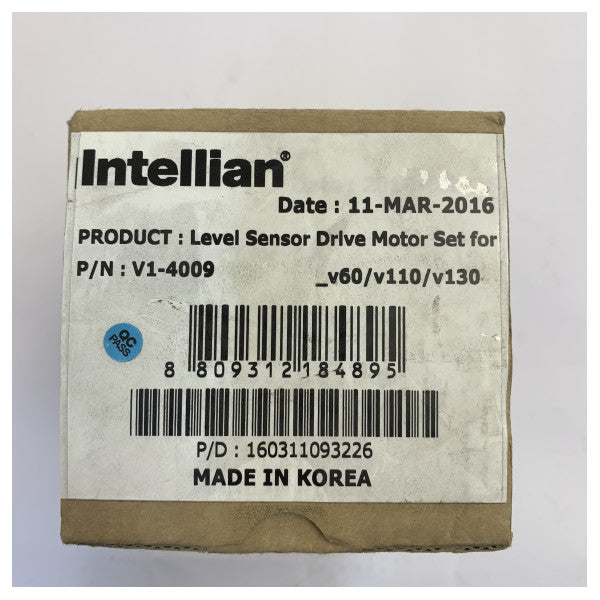 Intellian®
Date : 11-MAR-2016
PRODUCT : Level Sensor Drive Motor Set for
P/N : V1-4009 _v60/v110/v130
QC PASS
8 809312 184895
P/D : 160311093226
MADE IN KOREA